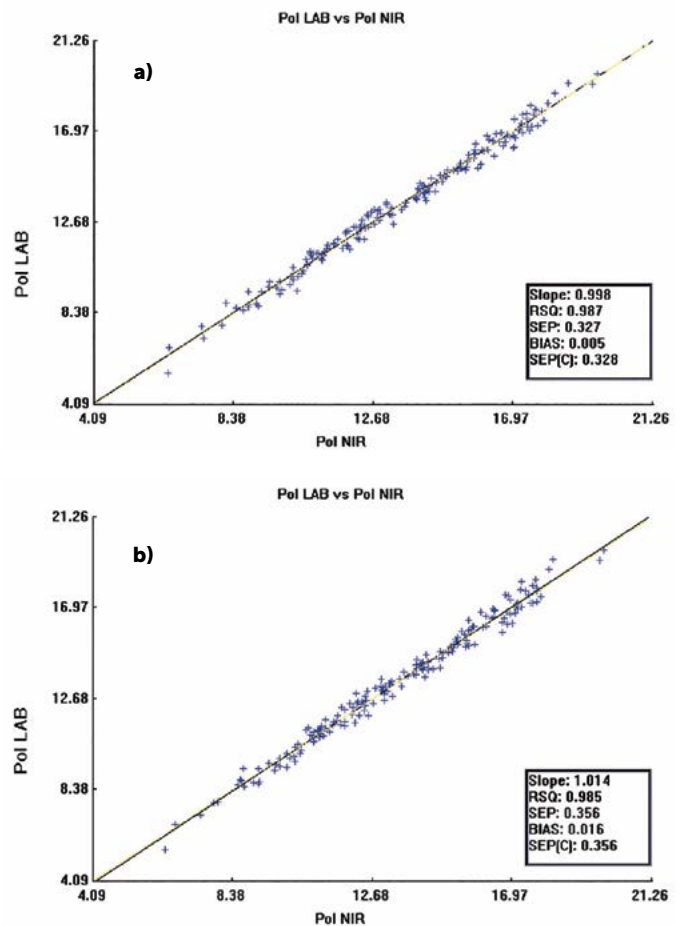 Pol LAB vs Pol NIR
a)
21.26
16.97
12.68
8.38
4.09
Pol LAB
4.09 8.38 12.68 16.97 21.26
Pol NIR
Slope: 0.998
RSQ: 0.987
SEP: 0.327
BIAS: 0.005
SEP(C): 0.328
Pol LAB vs Pol NIR
b)
21.26
16.97
12.68
8.38
4.09
Pol LAB
4.09 8.38 12.68 16.97 21.26
Pol NIR
Slope: 1.014
RSQ: 0.985
SEP: 0.356
BIAS: 0.016
SEP(C): 0.356